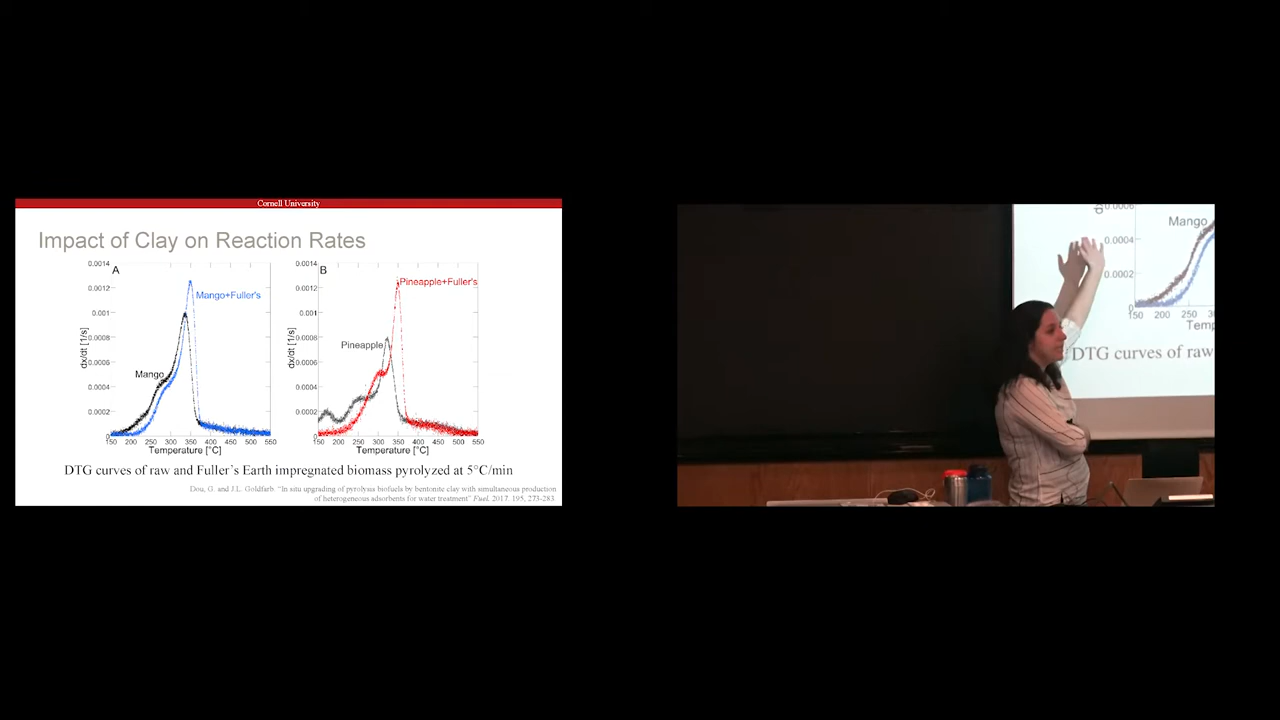 Cornell University
Impact of Clay on Reaction Rates
A
0.0014
0.0012
0.001
0.0008
0.0006
0.0004
0.0002
0
dx/dt [1/s]
Mango+Fuller's
Mango
150 200 250 300 350 400 450 500 550
Temperature [°C]
B
0.0014
0.0012
0.001
0.0008
0.0006
0.0004
0.0002
0
dx/dt [1/s]
Pineapple+Fuller's
Pineapple
150 200 250 300 350 400 450 500 550
Temperature [°C]
DTG curves of raw and Fuller's Earth impregnated biomass pyrolyzed at 5°C/min
Dou, G. and J.L. Goldfarb. "In situ upgrading of pyrolysis biofuels by bentonite clay with simultaneous production
of heterogeneous adsorbents for water treatment" Fuel. 2017. 195, 273-283.
0.0006
Mango
0.0004
0.0002
150 200 250
Temp
DTG curves of raw